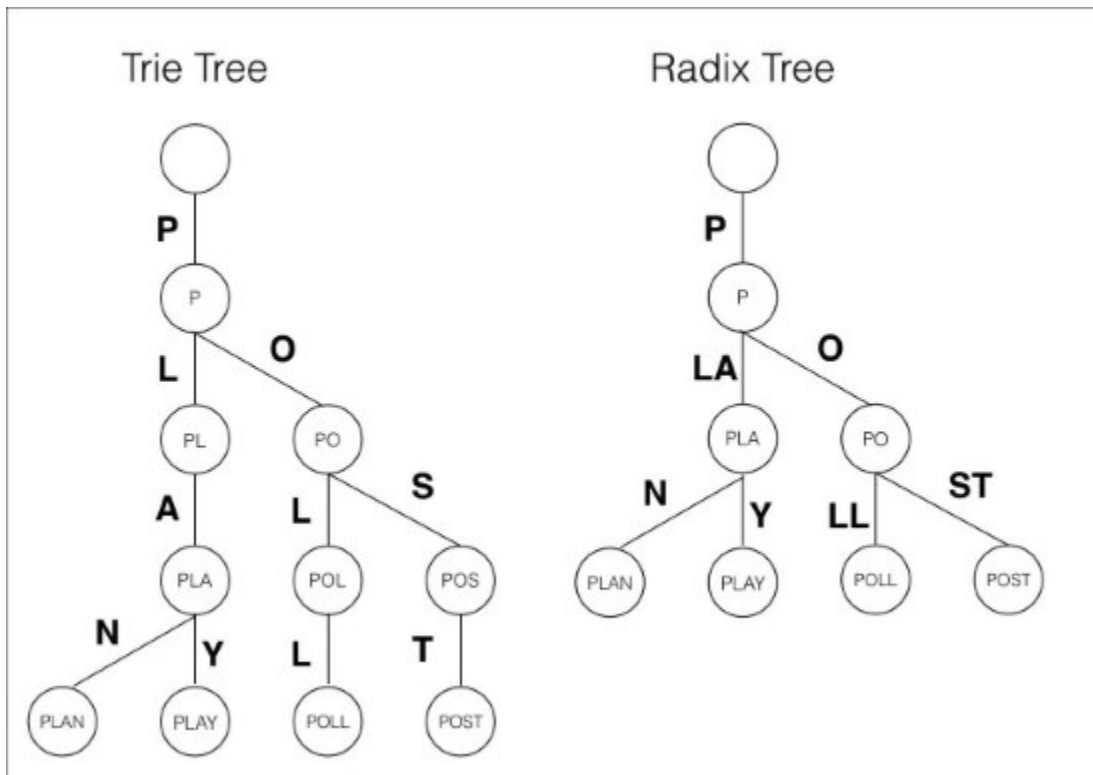 Trie Tree
P
P
L
O
PL
PO
A
L
S
PLA
POL
POS
N
Y
L
T
PLAN
PLAY
POLL
POST
Radix Tree
P
P
LA
O
PLA
PO
N
Y
LL
ST
PLAN
PLAY
POLL
POST